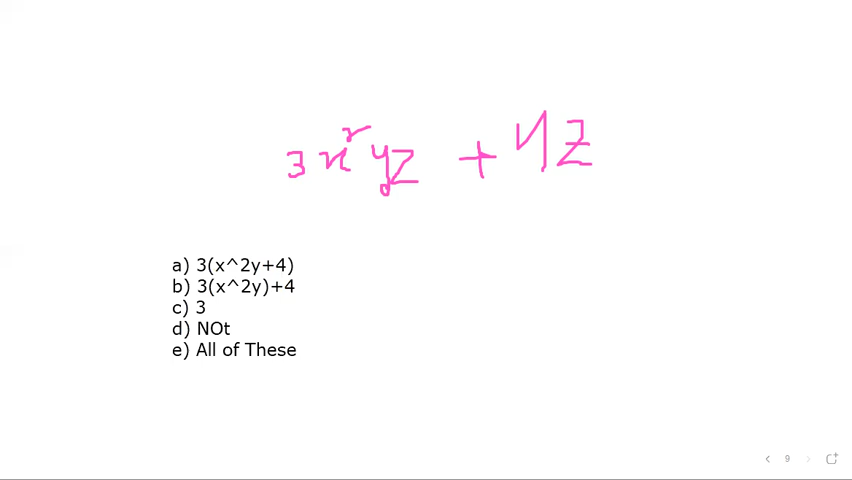 3x²yz + 4z
a) 3(x^2y+4)
b) 3(x^2y)+4
c) 3
d) NOt
e) All of These
9